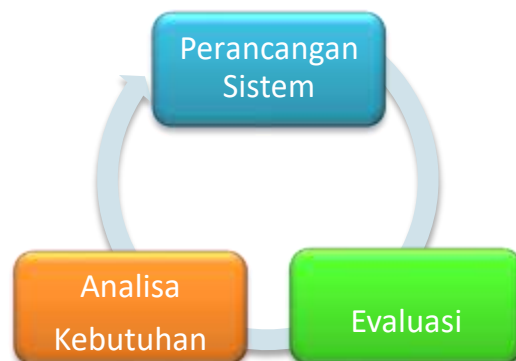 Perancangan
Sistem
Analisa
Kebutuhan
Evaluasi